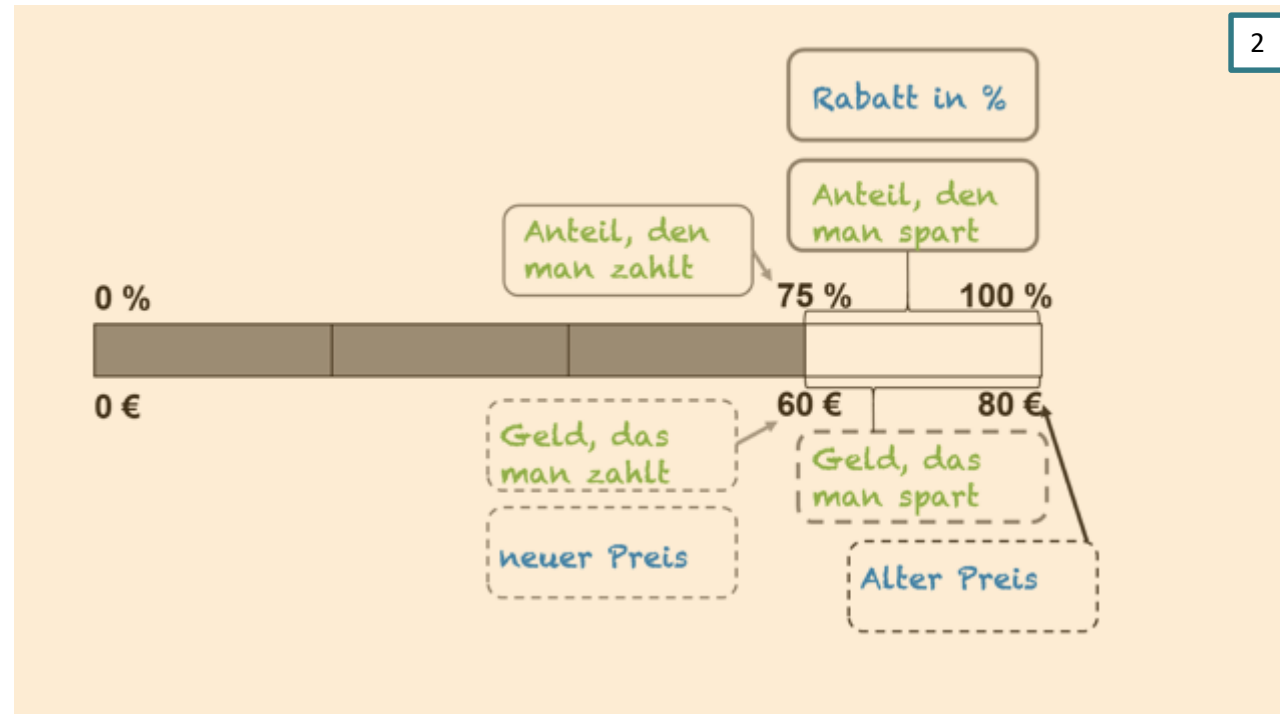 2
Rabatt in %
Anteil, den
man spart
Anteil, den
man zahlt
0 %
75 %
100 %
0 €
60 €
80 €
Geld, das
man zahlt
Geld, das
man spart
neuer Preis
Alter Preis